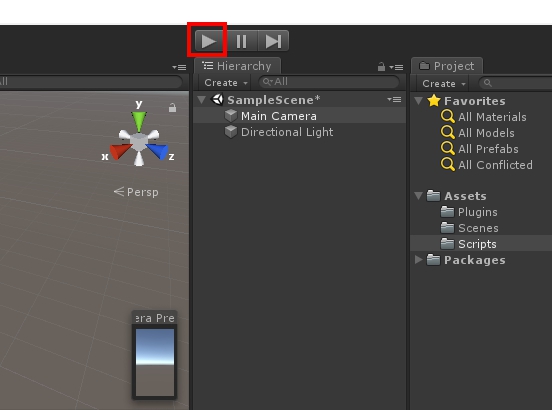 Hierarchy
Project
All
Create
All
Create
y
x
z
Persp
SampleScene*
Main Camera
Directional Light
Favorites
All Materials
All Models
All Prefabs
All Conflicted
Assets
Plugins
Scenes
Scripts
Packages
era Pre